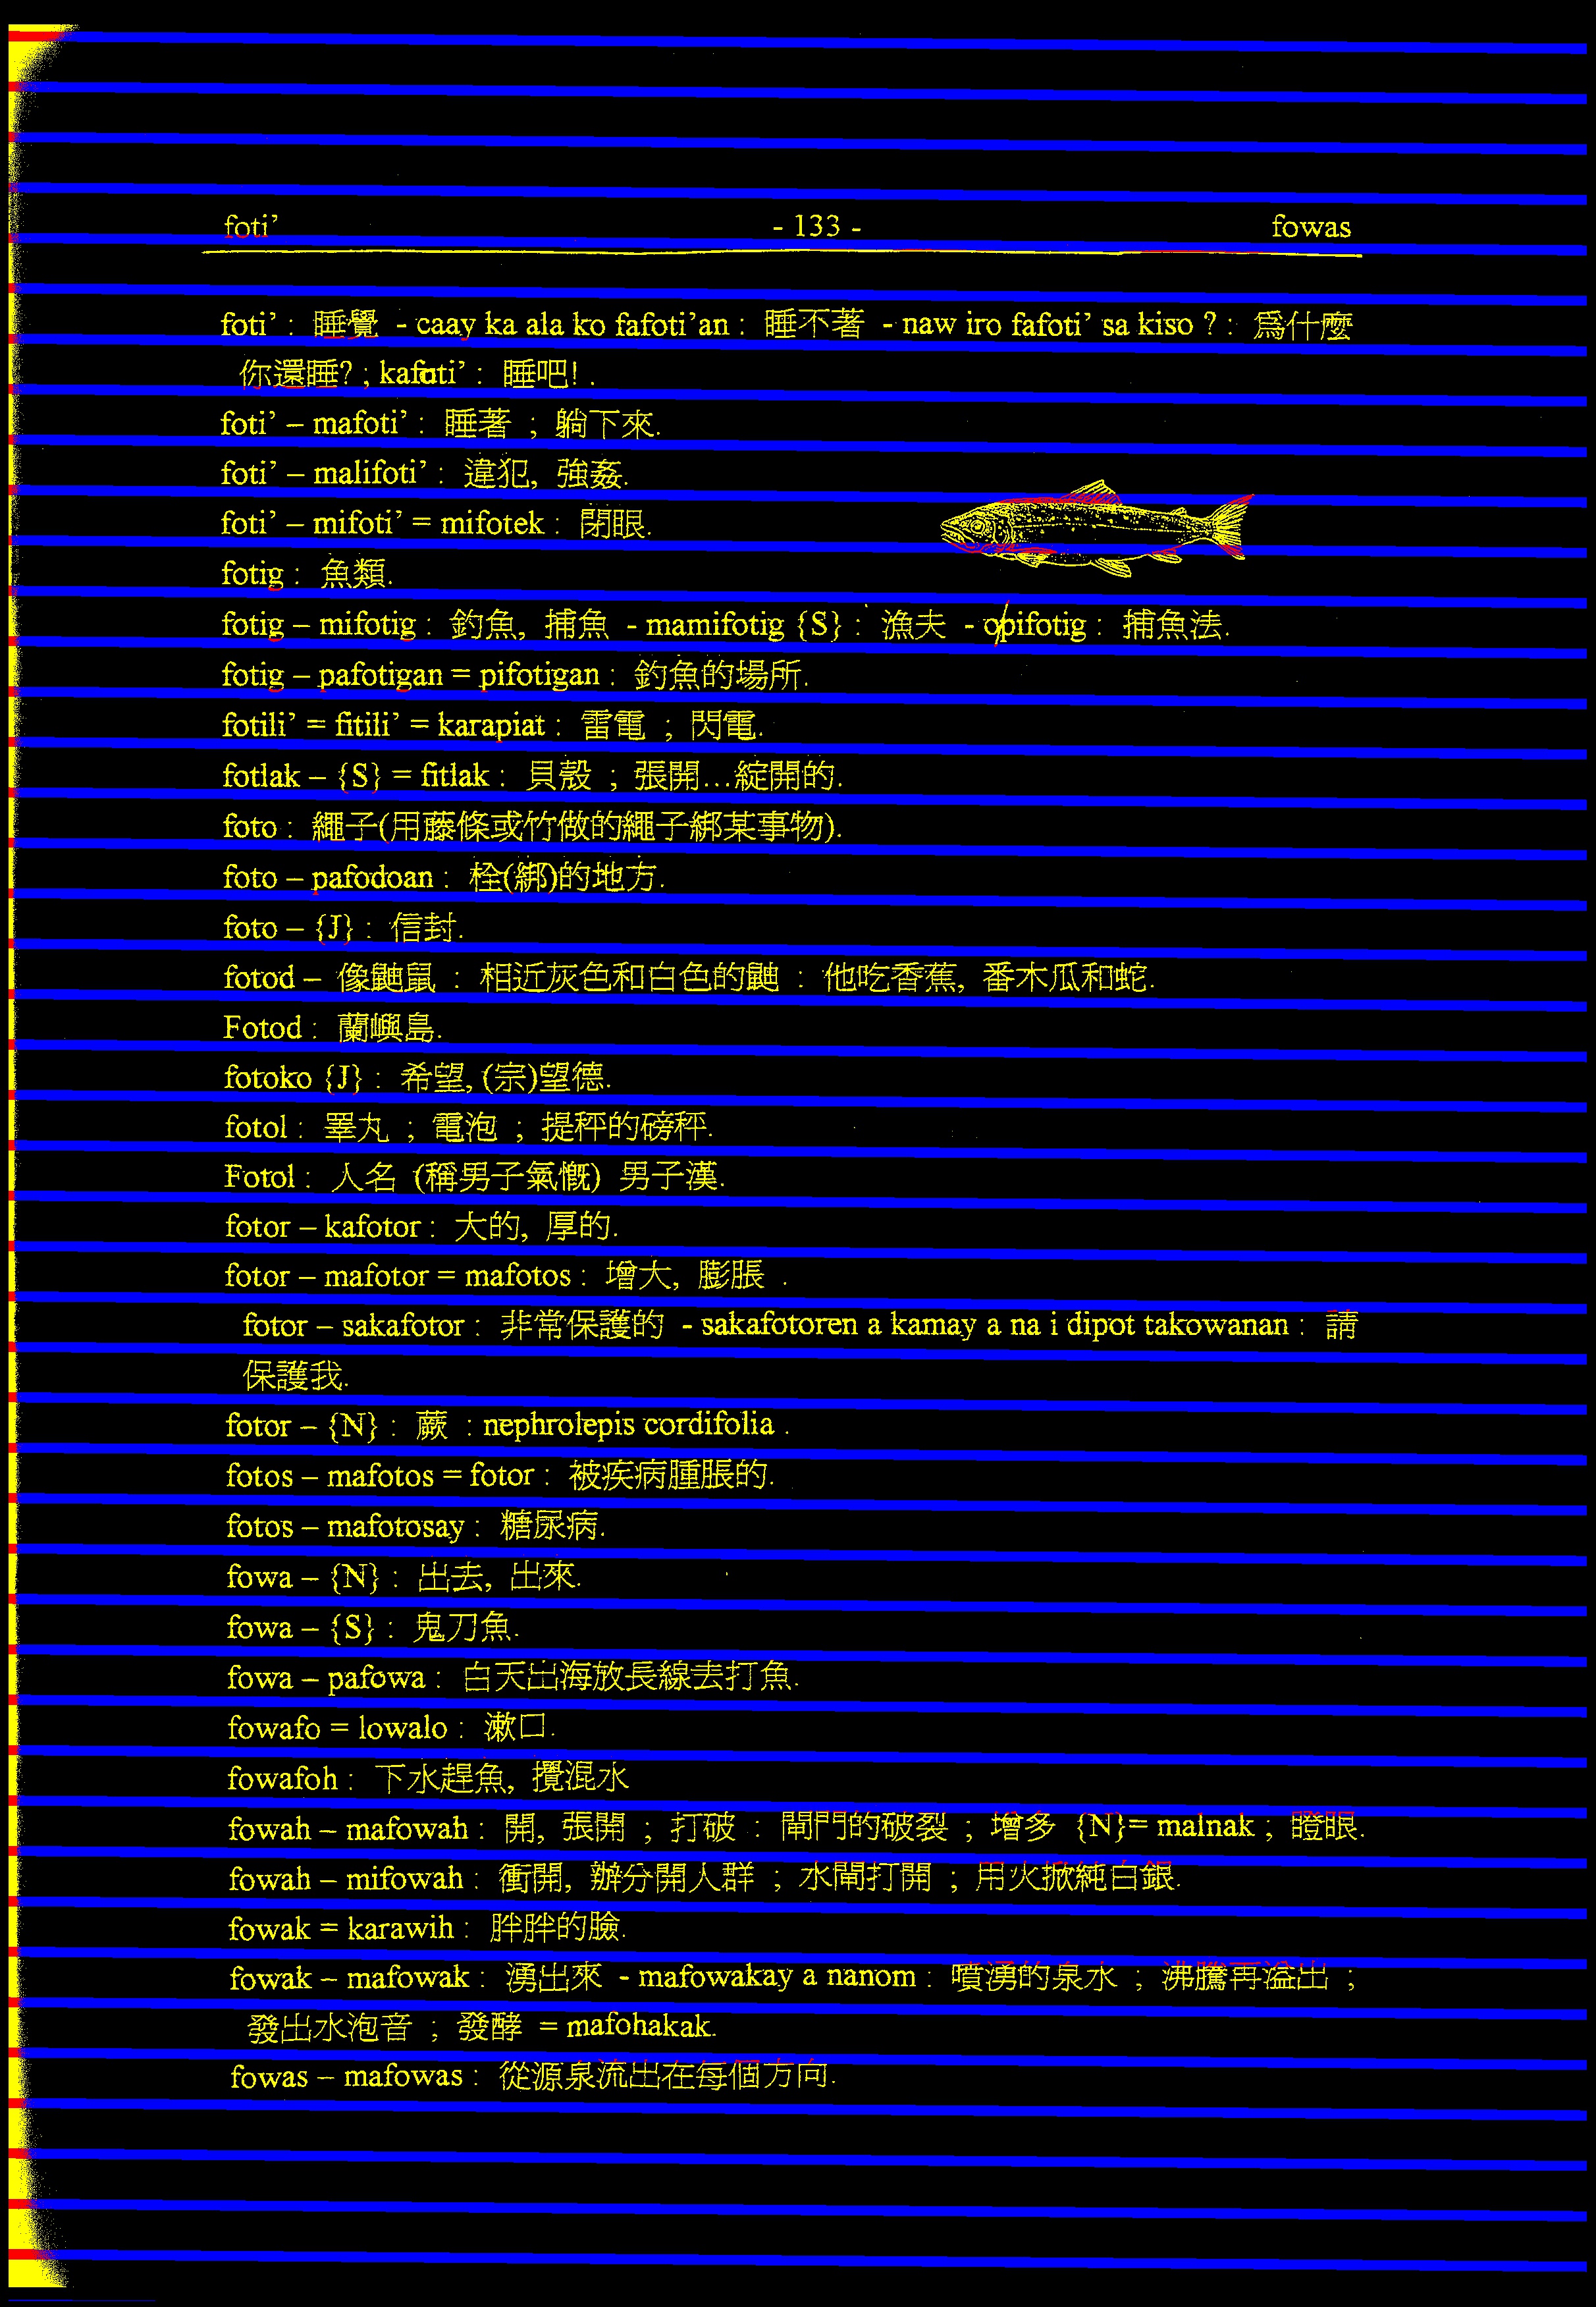 foti’ - 133 - fowas
foti’ : 睡覺 - caay ka ala ko fafoti’an : 睡不著 - naw iro fafoti’ sa kiso ? : 爲什麼
你還睡? ; : 睡吧! .
foti’ – mafoti’ : 睡著 ; 躺下來.
foti’ – malifoti’ : 違犯, 強姦.
foti’ – mifoti’ = mifotek : 閉眼.
fotig : 魚類.
fotig – mifotig : 釣魚, 捕魚 - mamifotig {S} : 漁夫 - opifotig : 捕魚法.
fotig – pafotigan = pifotigan : 釣魚的場所.
fotili’ = fitili’ = karapiat : 雷電 ; 閃電.
fotlak – {S} = fitlak : 貝殼 ; 張開…綻開的.
foto : 繩子(用藤條或竹做的繩子綁某事物).
foto – pafodoan : 栓(綁)的地方.
foto – {J} : 信封.
fotod – 像鼬鼠 : 相近灰色和白色的鼬 : 他吃香蕉, 番木瓜和蛇.
Fotod : 蘭嶼島.
fotoko {J} : 希望, (宗)望德.
fotol : 睪丸 ; 電泡 ; 提秤的磅秤.
Fotol : 人名 (稱男子氣慨) 男子漢.
fotor – kafotor : 大的, 厚的.
fotor – mafotor = mafotos : 增大, 膨脹 .
fotor – sakafotor : 非常保護的 - sakafotoren a kamay a na i dipot takowanan : 請
保護我.
fotor – {N} : 蕨 : nephrolepis cordifolia .
fotos – mafotos = fotor : 被疾病腫脹的.
fotos – mafotosay : 糖尿病.
fowa – {N} : 出去, 出來.
fowa – {S} : 鬼刀魚.
fowa – pafowa : 白天出海放長線去打魚.
fowafo = lowalo : 漱口.
fowafoh : 下水趕魚, 攪混水
fowah – mafowah : 開, 張開 ; 打破 : 閘門的破裂 ; 增多 {N}= malnak ; 瞪眼.
fowah – mifowah : 衝開, 辦分開人群 ; 水閘打開 ; 用火掀純白銀.
fowak = karawih : 胖胖的臉.
fowak – mafowak : 湧出來 - mafowakay a nanom : 噴湧的泉水 ; 沸騰再溢出 ;
發出水泡音 ; 發酵 = mafohakak.
fowas – mafowas : 從源泉流出在每個方向.